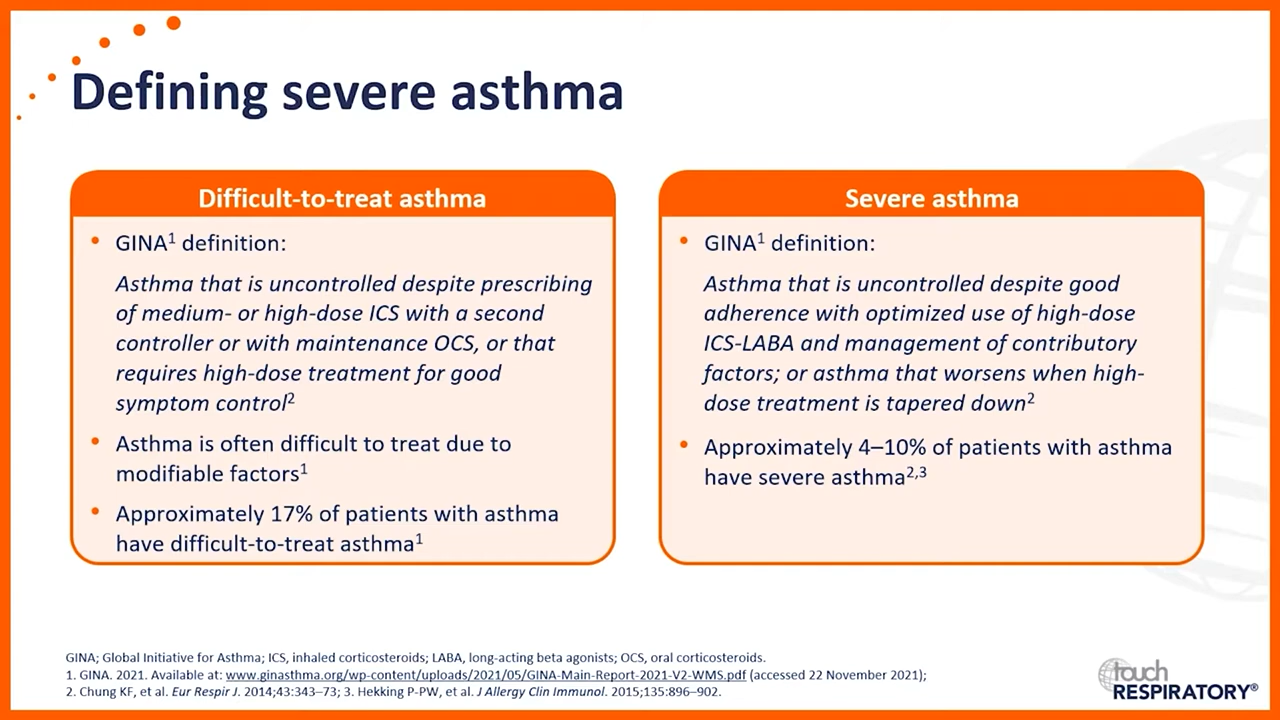 Defining severe asthma
Difficult-to-treat asthma
• GINA¹ definition:
Asthma that is uncontrolled despite prescribing
of medium- or high-dose ICS with a second
controller or with maintenance OCS, or that
requires high-dose treatment for good
symptom control²
• Asthma is often difficult to treat due to
modifiable factors¹
• Approximately 17% of patients with asthma
have difficult-to-treat asthma¹
Severe asthma
• GINA¹ definition:
Asthma that is uncontrolled despite good
adherence with optimized use of high-dose
ICS-LABA and management of contributory
factors; or asthma that worsens when high-
dose treatment is tapered down²
• Approximately 4–10% of patients with asthma
have severe asthma²,³
GINA; Global Initiative for Asthma; ICS, inhaled corticosteroids; LABA, long-acting beta agonists; OCS, oral corticosteroids.
1. GINA. 2021. Available at: www.ginasthma.org/wp-content/uploads/2021/05/GINA-Main-Report-2021-V2-WMS.pdf (accessed 22 November 2021);
2. Chung KF, et al. Eur Respir J. 2014;43:343–73; 3. Hekking P-PW, et al. J Allergy Clin Immunol. 2015;135:896–902.
touch
RESPIRATORY®